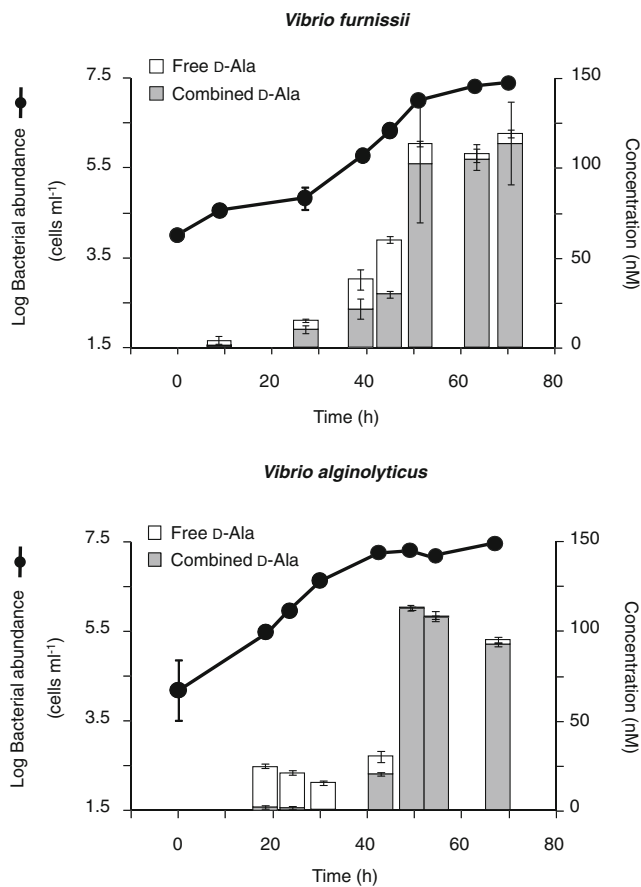 Vibrio furnissii
Free D-Ala
Combined D-Ala
Log Bacterial abundance
(cells ml-1)
7.5
5.5
3.5
1.5
150
100
50
0
Concentration (nM)
0 20 40 60 80
Time (h)
Vibrio alginolyticus
Free D-Ala
Combined D-Ala
Log Bacterial abundance
(cells ml-1)
7.5
5.5
3.5
1.5
150
100
50
0
Concentration (nM)
0 20 40 60 80
Time (h)